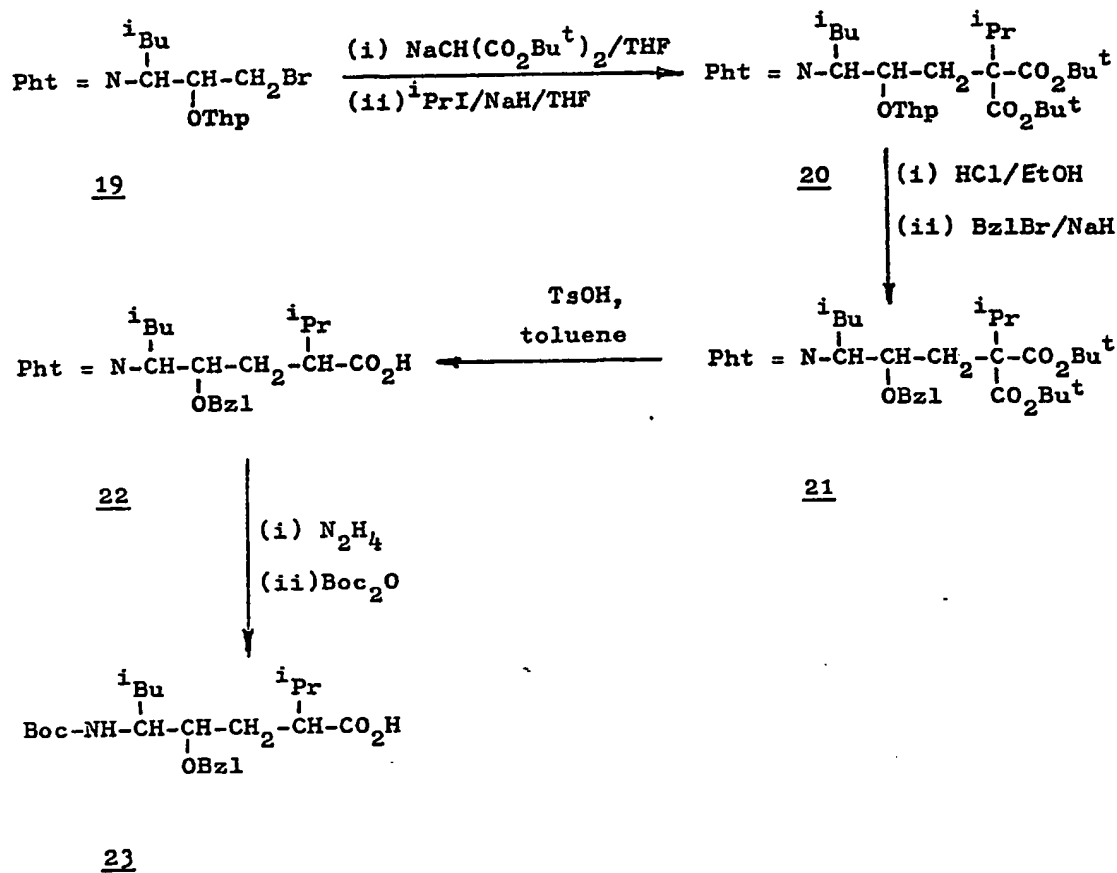 iBu
Pht = N-CH-CH-CH2Br
OThp
19
(i) NaCH(CO2But)2/THF
(ii)iPrI/NaH/THF
iBu iPr
Pht = N-CH-CH-CH2-C-CO2But
OThp CO2But
20
(i) HCl/EtOH
(ii) BzlBr/NaH
iBu iPr
Pht = N-CH-CH-CH2-CH-CO2H
OBzl
22
TsOH,
toluene
iBu iPr
Pht = N-CH-CH-CH2-C-CO2But
OBzl CO2But
21
(i) N2H4
(ii)Boc2O
iBu iPr
Boc-NH-CH-CH-CH2-CH-CO2H
OBzl
23